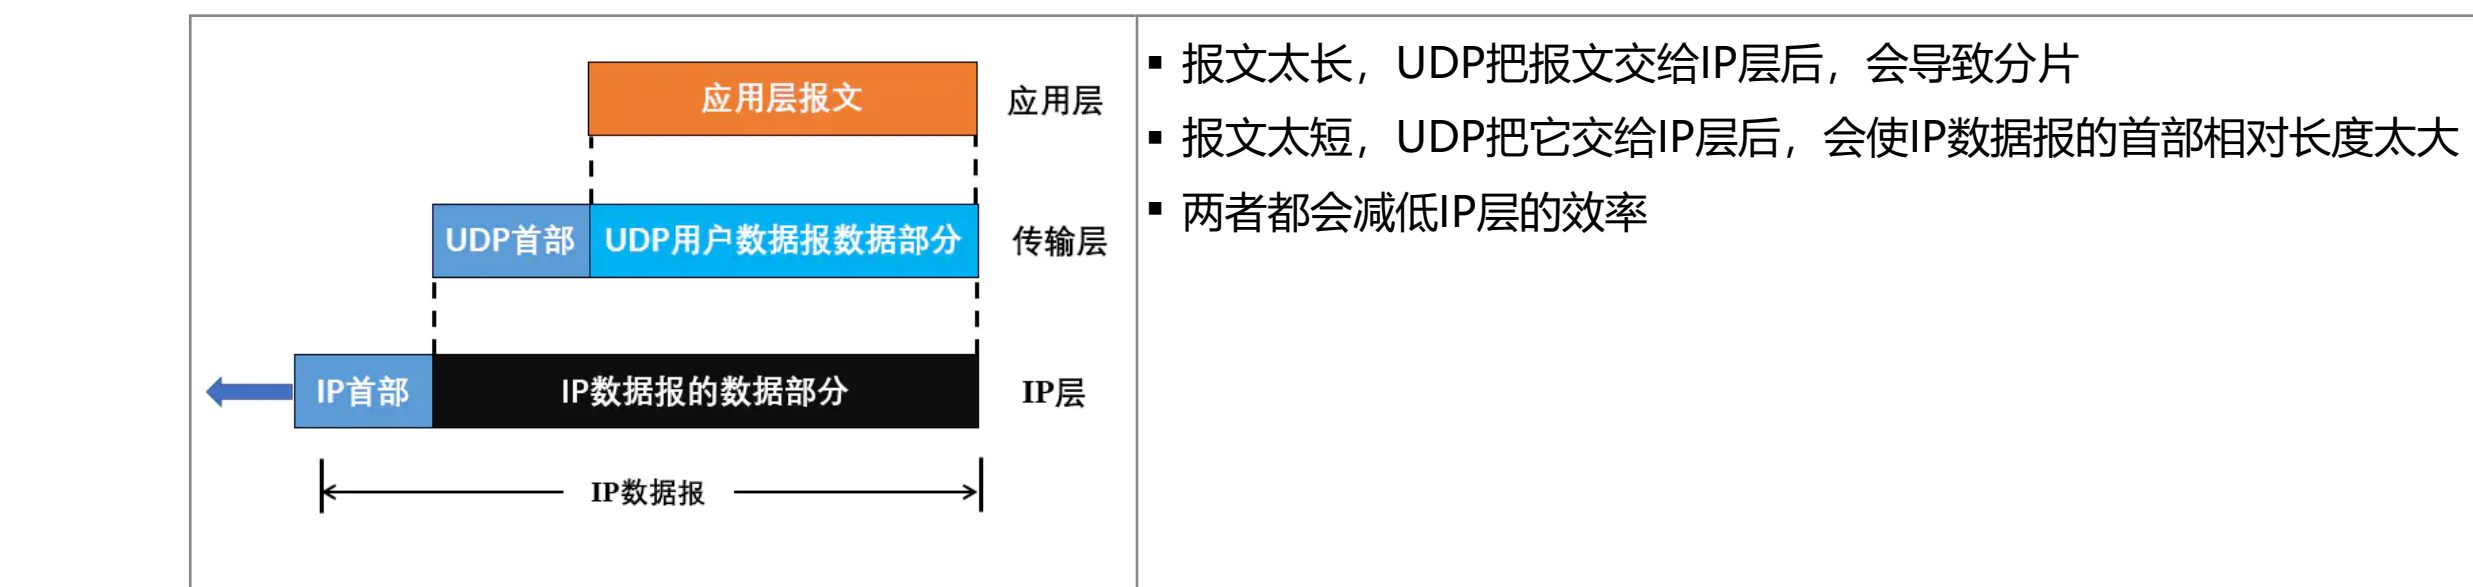 应用层报文
应用层
UDP首部
UDP用户数据报数据部分
传输层
IP首部
IP数据报的数据部分
IP层
IP数据报
▪ 报文太长，UDP把报文交给IP层后，会导致分片
▪ 报文太短，UDP把它交给IP层后，会使IP数据报的首部相对长度太大
▪ 两者都会减低IP层的效率